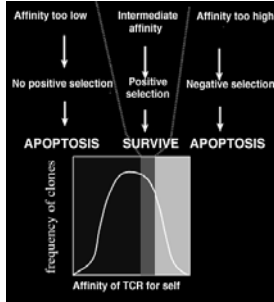 Affinity too low
Intermediate
affinity
Affinity too high
No positive selection
Positive
selection
Negative selection
APOPTOSIS
SURVIVE
APOPTOSIS
frequency of clones
Affinity of TCR for self